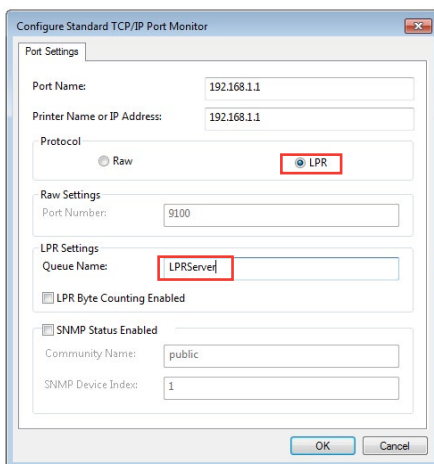 Configure Standard TCP/IP Port Monitor
Port Settings
Port Name: 192.168.1.1
Printer Name or IP Address: 192.168.1.1
Protocol
Raw LPR
Raw Settings
Port Number: 9100
LPR Settings
Queue Name: LPRServer
LPR Byte Counting Enabled
SNMP Status Enabled
Community Name: public
SNMP Device Index: 1
OK Cancel